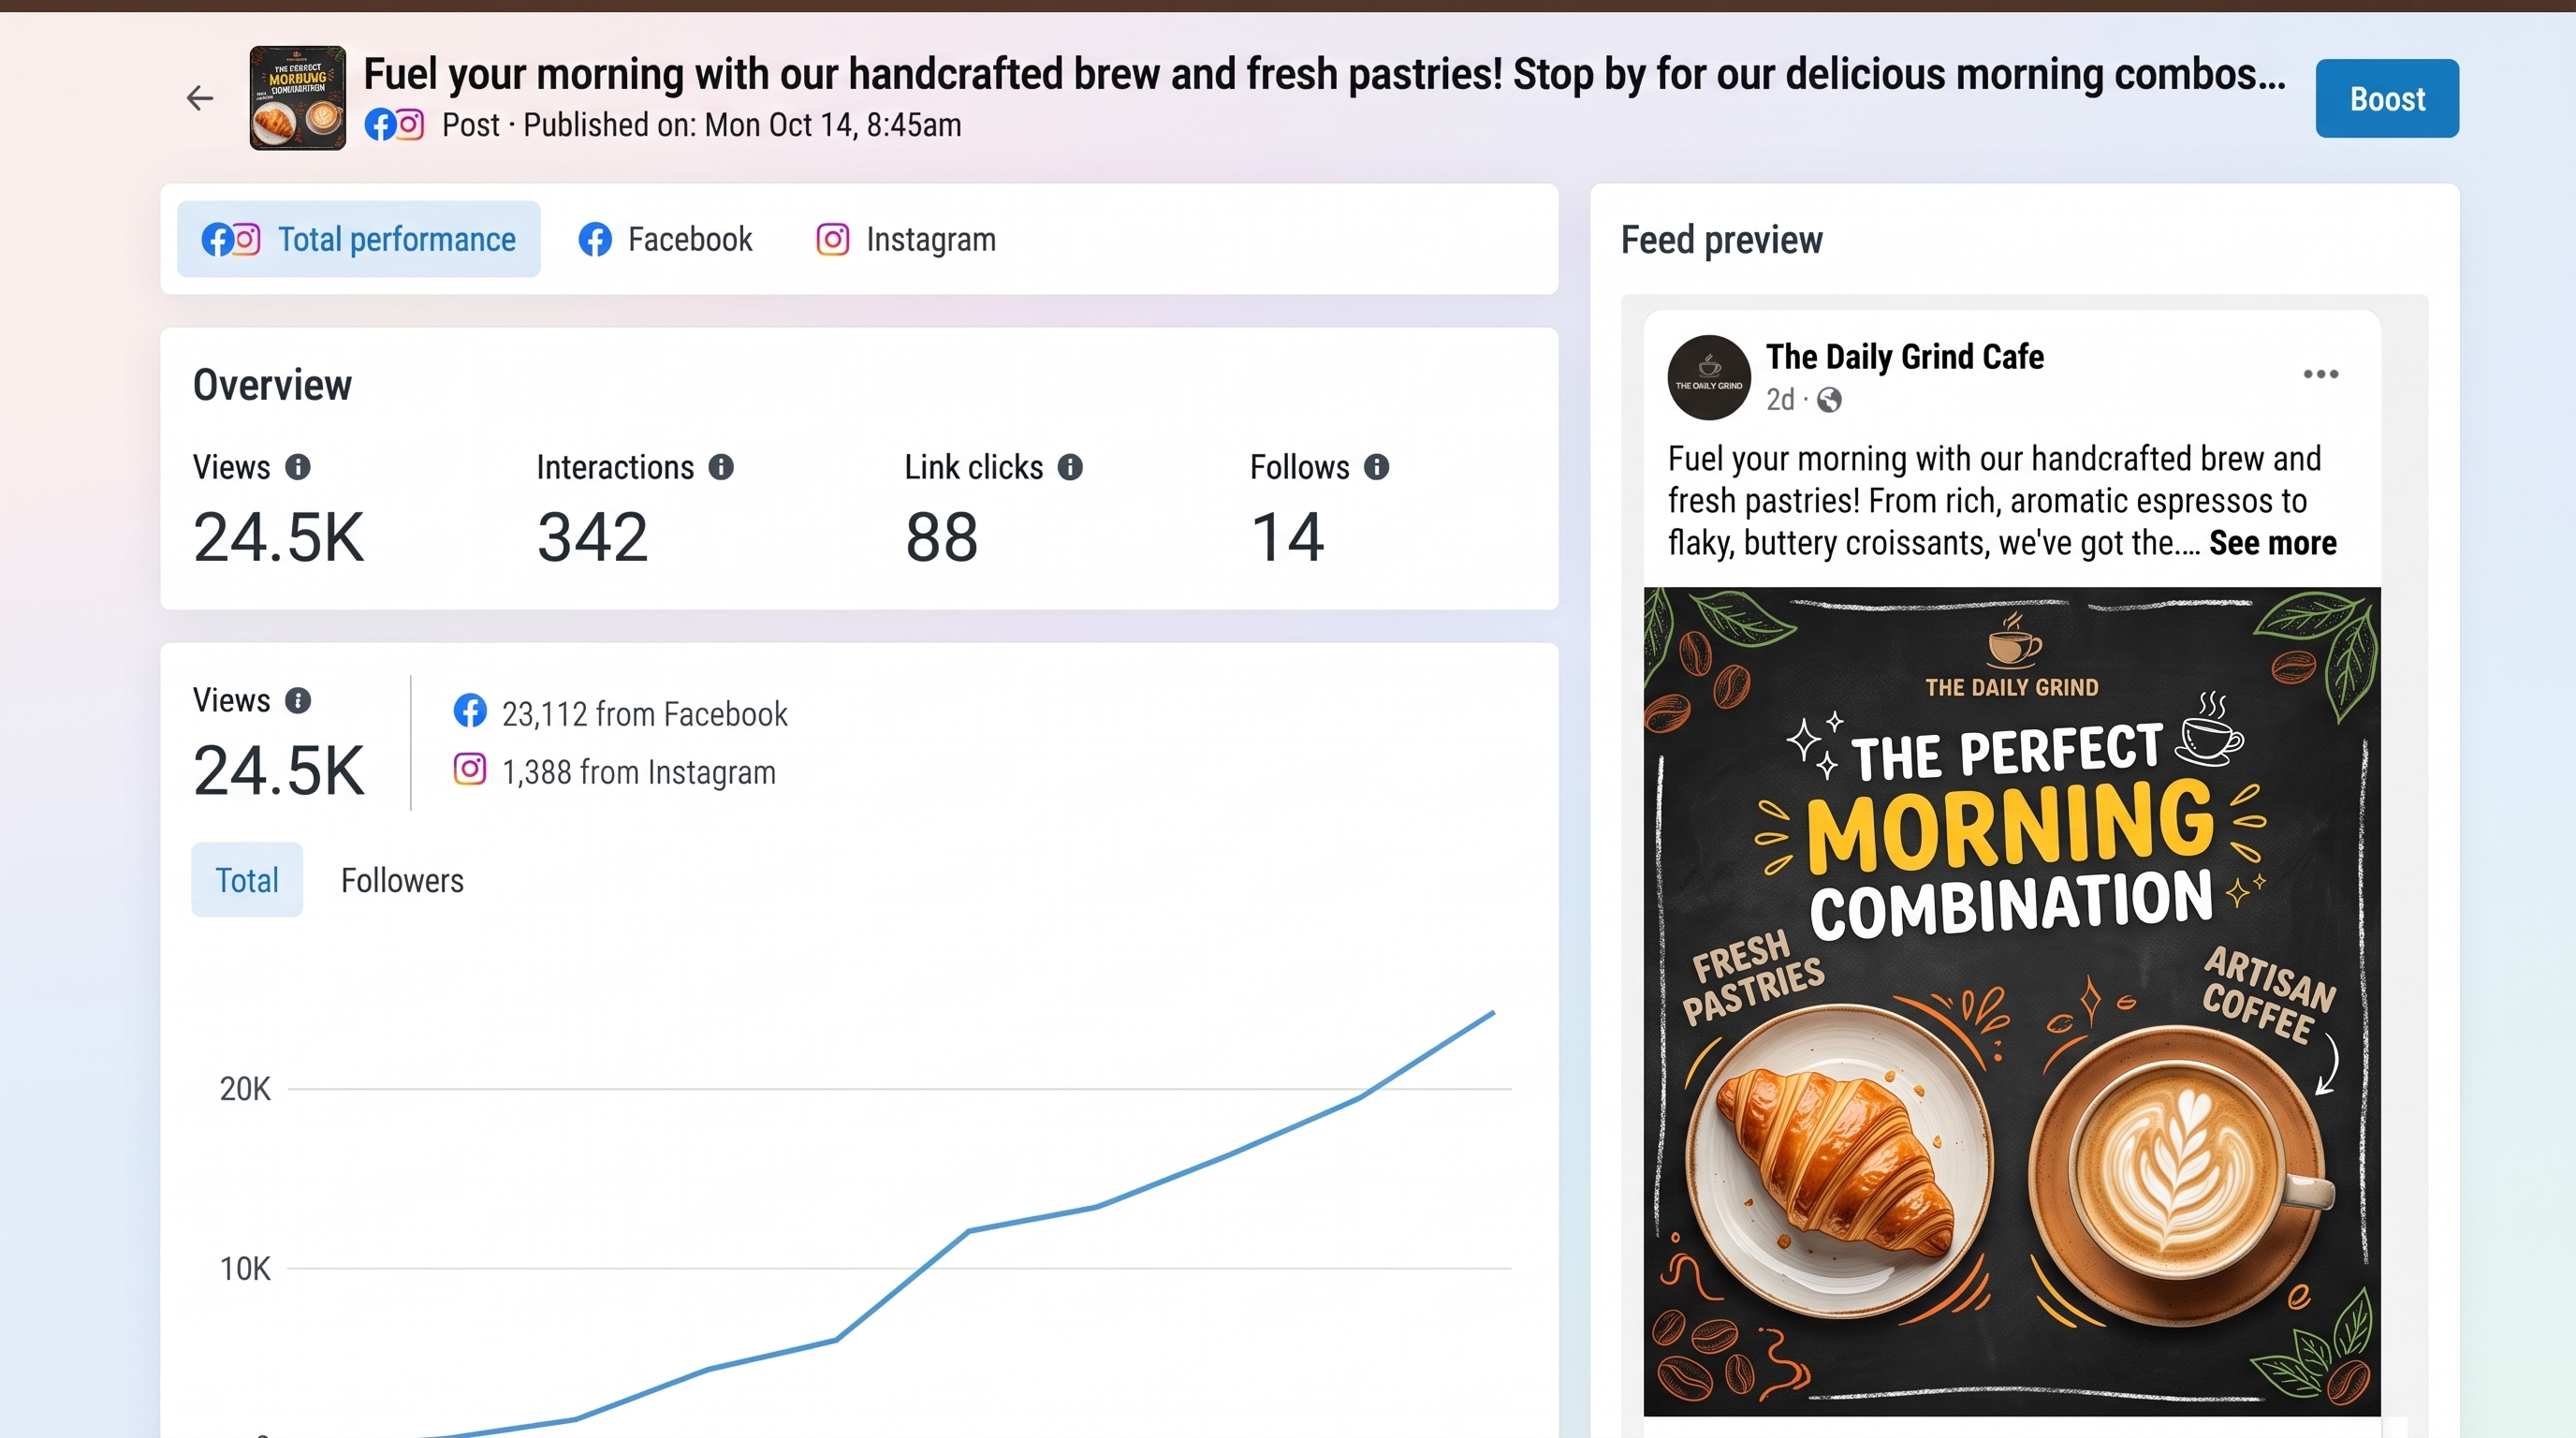 Fuel your morning with our handcrafted brew and fresh pastries! Stop by for our delicious morning combos...
Boost
Post · Published on: Mon Oct 14, 8:45am
Total performance
Facebook
Instagram
Overview
Views
Interactions
Link clicks
Follows
24.5K
342
88
14
Views
24.5K
23,112 from Facebook
1,388 from Instagram
Total
Followers
20K
10K
Feed preview
THE DAILY GRIND
The Daily Grind Cafe
2d ·
Fuel your morning with our handcrafted brew and
fresh pastries! From rich, aromatic espressos to
flaky, buttery croissants, we've got the.... See more
THE DAILY GRIND
THE PERFECT
MORNING
COMBINATION
FRESH
PASTRIES
ARTISAN
COFFEE